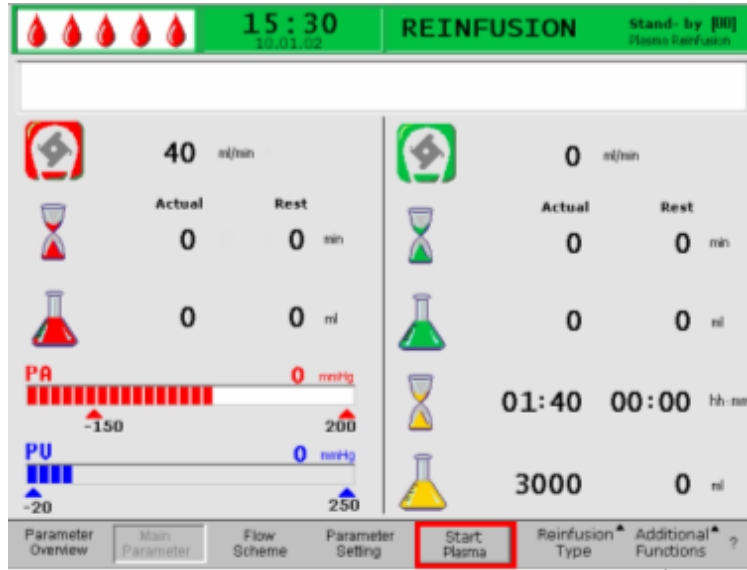 15:30 REINFUSION Stand- by [00]
10.01.02 Plasma Reinfusion
40 ml/min 0 ml/min
Actual Rest Actual Rest
0 0 min 0 0 min
0 0 ml 0 0 ml
PA 0 mmHg
-150 200
01:40 00:00 hh:mm
PV 0 mmHg
-20 250
3000 0 ml
Parameter Overview
Main Parameter
Flow Scheme
Parameter Setting
Start Plasma
Reinfusion Type
Additional Functions
?